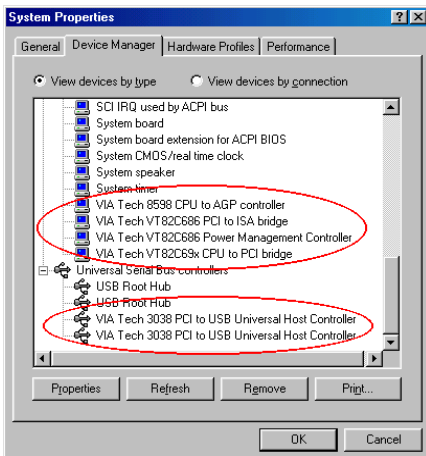 System Properties
General Device Manager Hardware Profiles Performance
View devices by type View devices by connection
SCI IRQ used by ACPI bus
System board
System board extension for ACPI BIOS
System CMOS/real time clock
System speaker
System timer
VIA Tech 8598 CPU to AGP controller
VIA Tech VT82C686 PCI to ISA bridge
VIA Tech VT82C686 Power Management Controller
VIA Tech VT82C69x CPU to PCI bridge
Universal Serial Bus controllers
USB Root Hub
USB Root Hub
VIA Tech 3038 PCI to USB Universal Host Controller
VIA Tech 3038 PCI to USB Universal Host Controller
Properties Refresh Remove Print...
OK Cancel